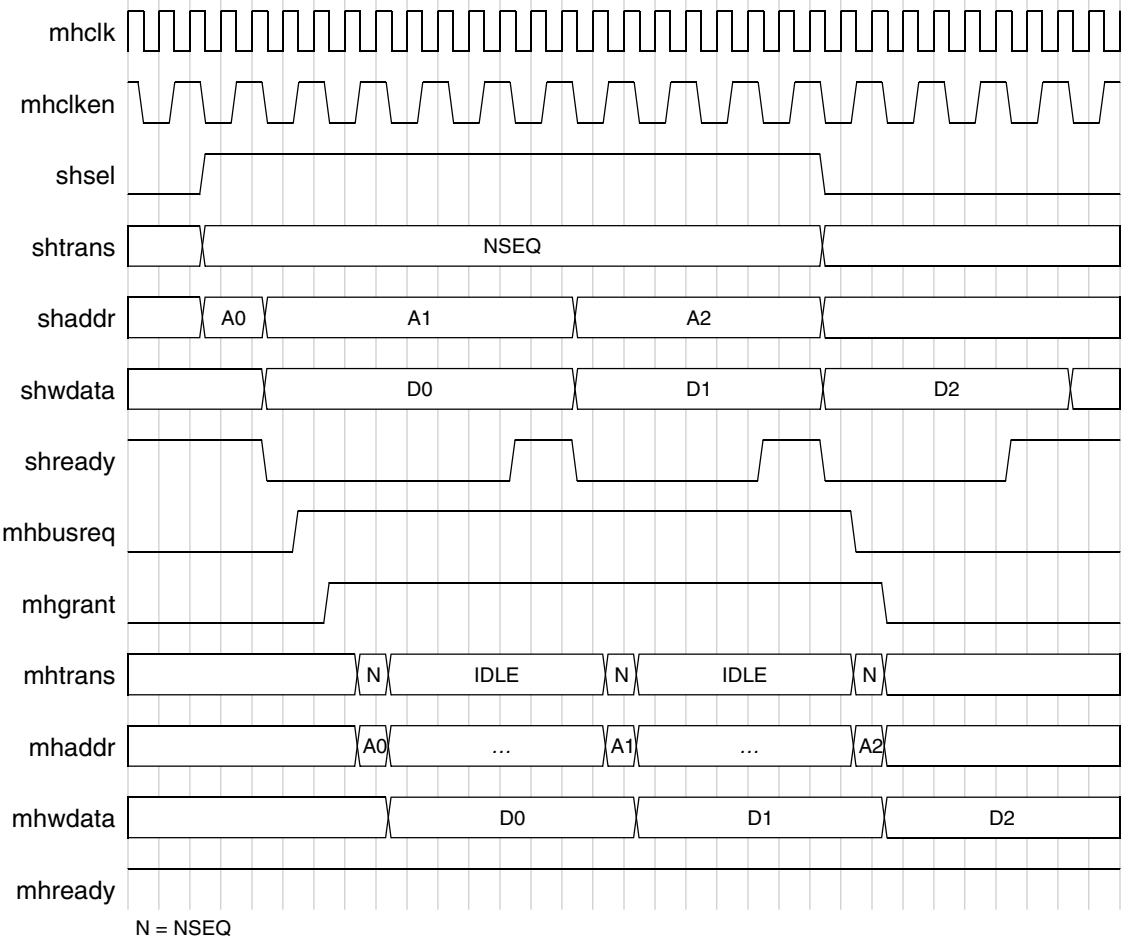 mhclk
mhclken
shsel
shtrans NSEQ
shaddr A0 A1 A2
shwdata D0 D1 D2
shready
mhbusreq
mhgrant
mhtrans N IDLE N IDLE N
mhaddr A0 ... A1 ... A2
mhwdata D0 D1 D2
mhready
N = NSEQ